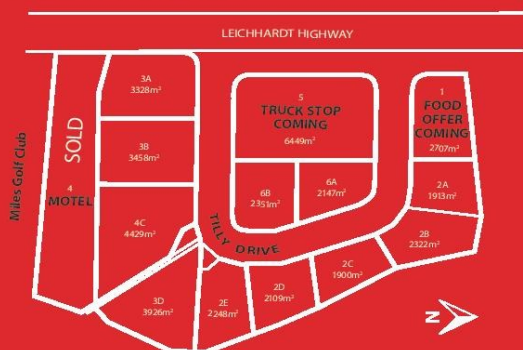 LEICHHARDT HIGHWAY
3A
3328m²
3B
3458m²
4C
4429m²
SOLD
4
MOTEL
Miles Golf Club
5
TRUCK STOP
COMING
6449m²
6B
2351m²
6A
2147m²
1
FOOD
OFFER
COMING
2707m²
2A
1913m²
2B
2322m²
2C
1900m²
2D
2109m²
2E
2248m²
3D
3926m²
TILLY DRIVE
N